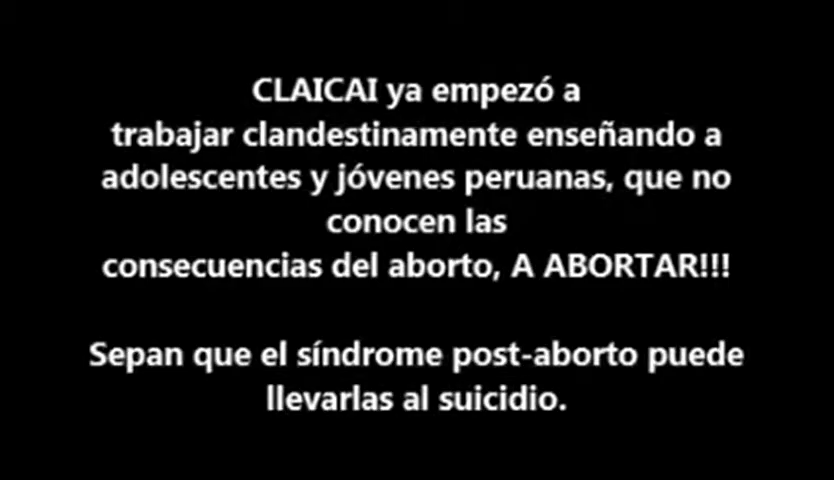 CLAICAI ya empezó a
trabajar clandestinamente enseñando a
adolescentes y jóvenes peruanas, que no
conocen las
consecuencias del aborto, A ABORTAR!!!
Sepan que el síndrome post-aborto puede
llevarlas al suicidio.